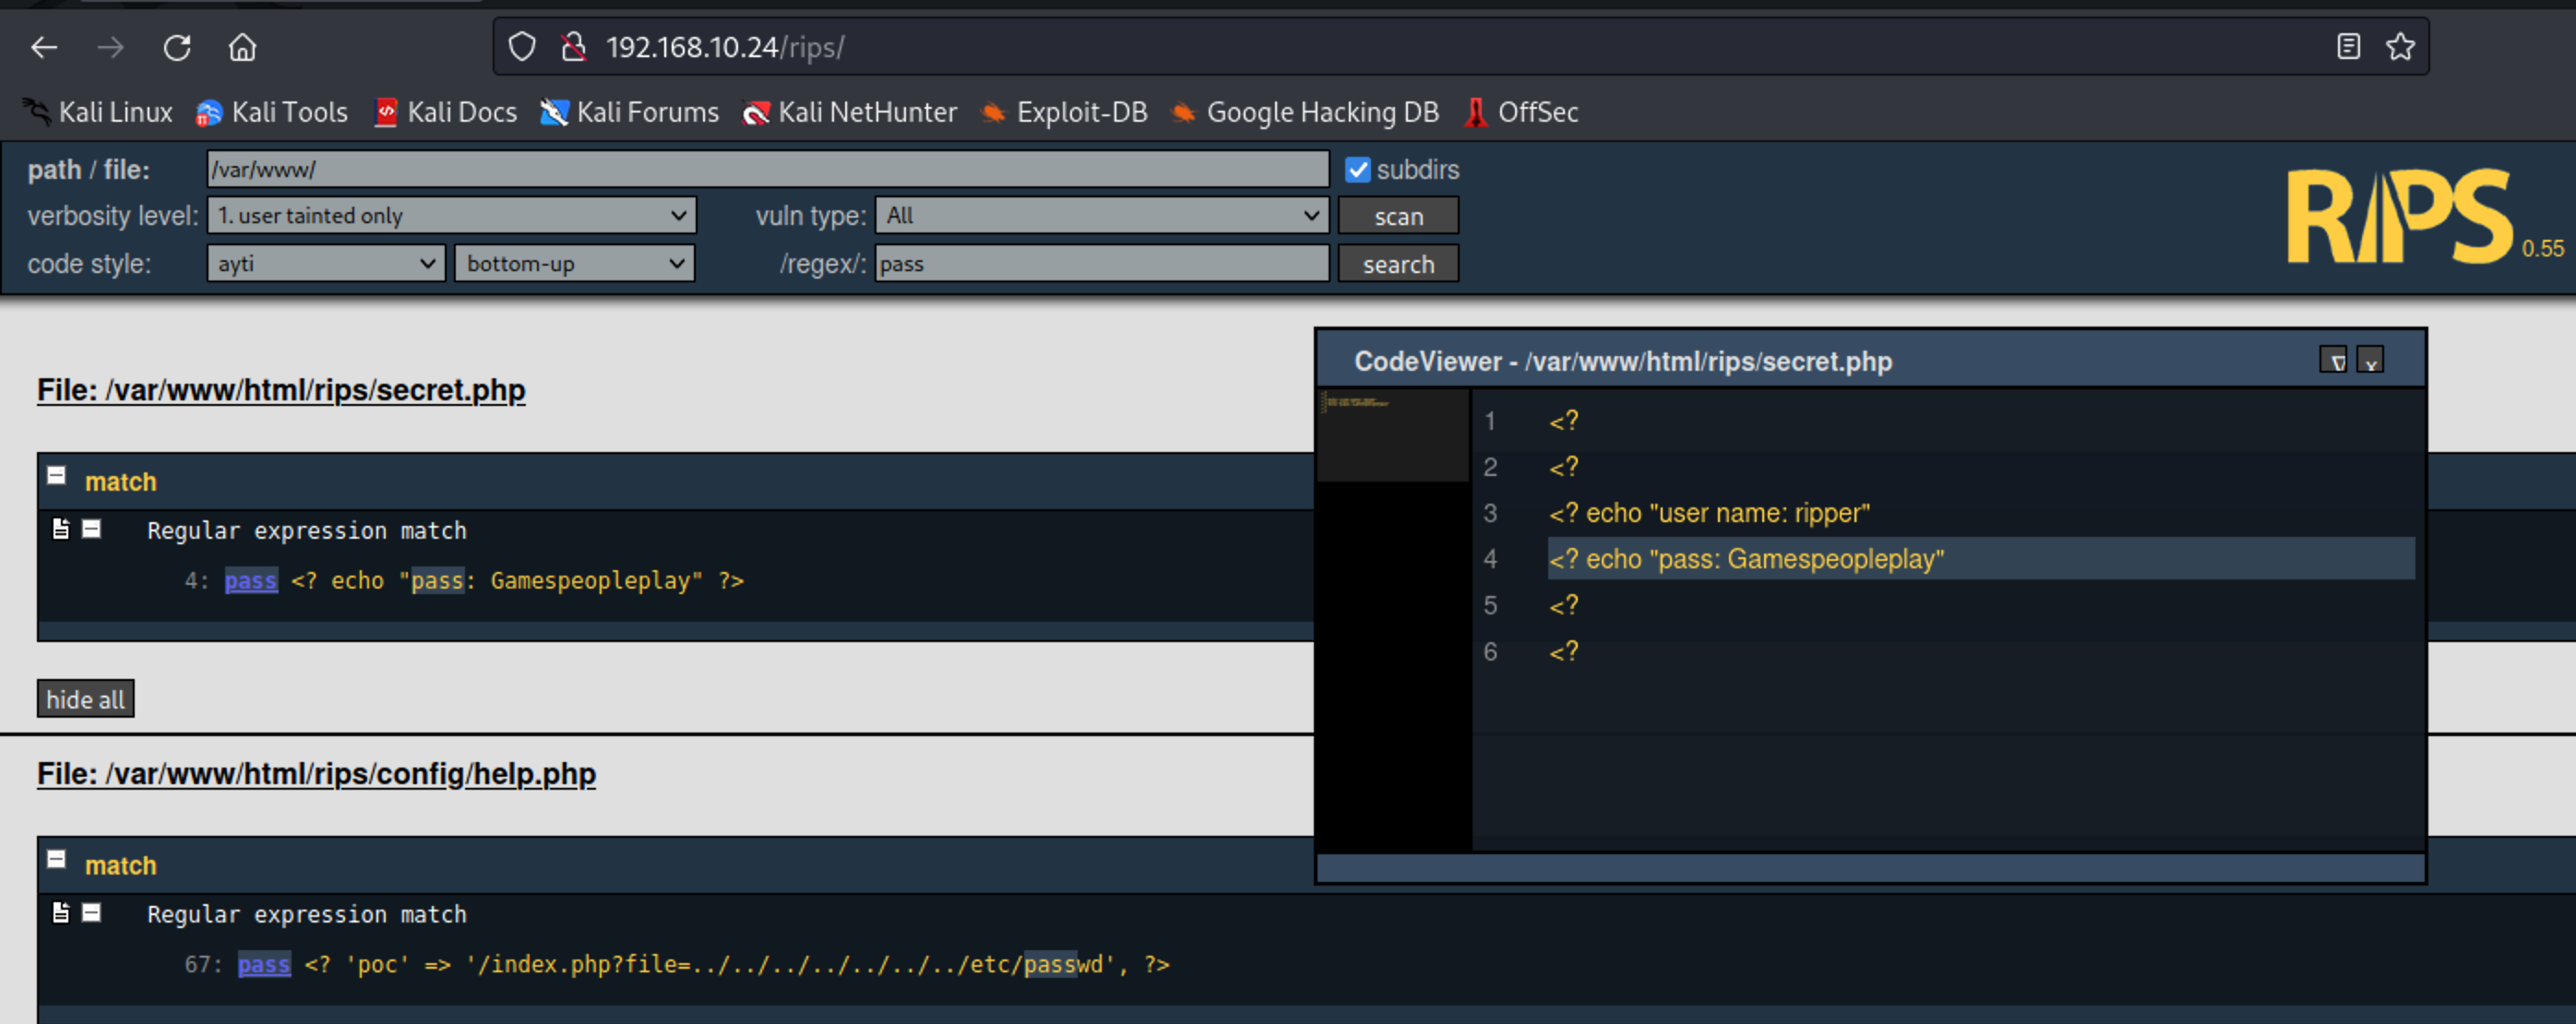 192.168.10.24/rips/
Kali Linux Kali Tools Kali Docs Kali Forums Kali NetHunter Exploit-DB Google Hacking DB OffSec
path / file: /var/www/ subdirs
verbosity level: 1. user tainted only vuln type: All scan
code style: ayti bottom-up /regex/: pass search
RIPS 0.55
File: /var/www/html/rips/secret.php
match
Regular expression match
4: pass <? echo "pass: Gamespeopleplay" ?>
hide all
CodeViewer - /var/www/html/rips/secret.php x
1 <?
2 <?
3 <? echo "user name: ripper"
4 <? echo "pass: Gamespeopleplay"
5 <?
6 <?
File: /var/www/html/rips/config/help.php
match
Regular expression match
67: pass <? 'poc' => '/index.php?file=../../../../../../../etc/passwd', ?>